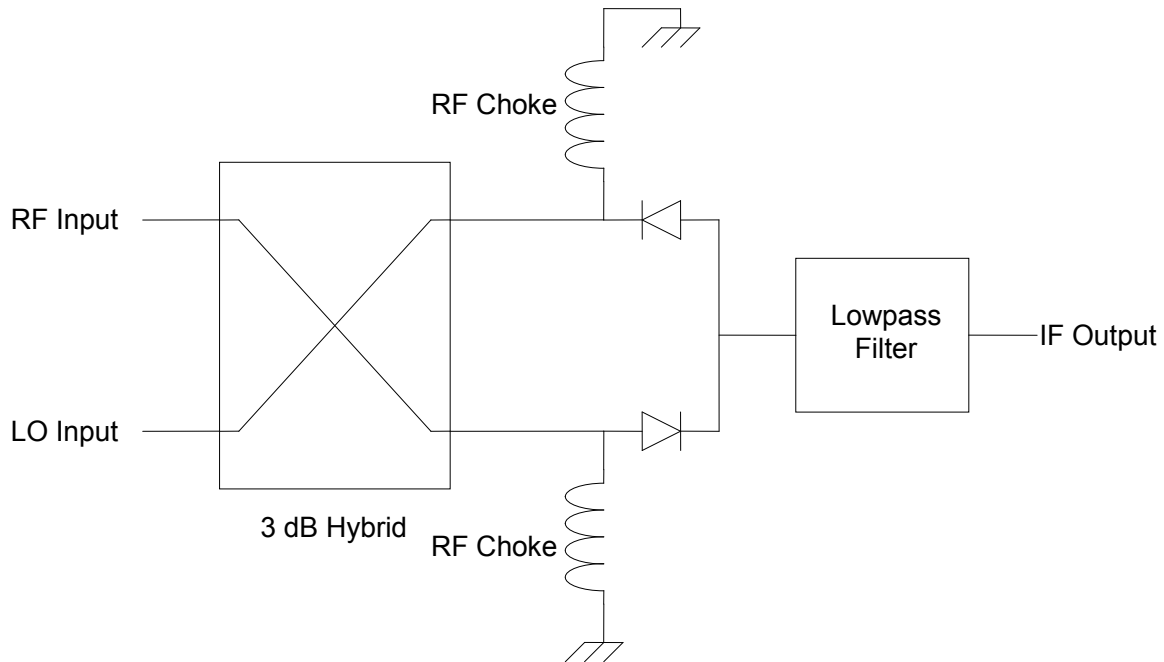 RF Choke
RF Input
Lowpass
Filter
IF Output
LO Input
3 dB Hybrid
RF Choke